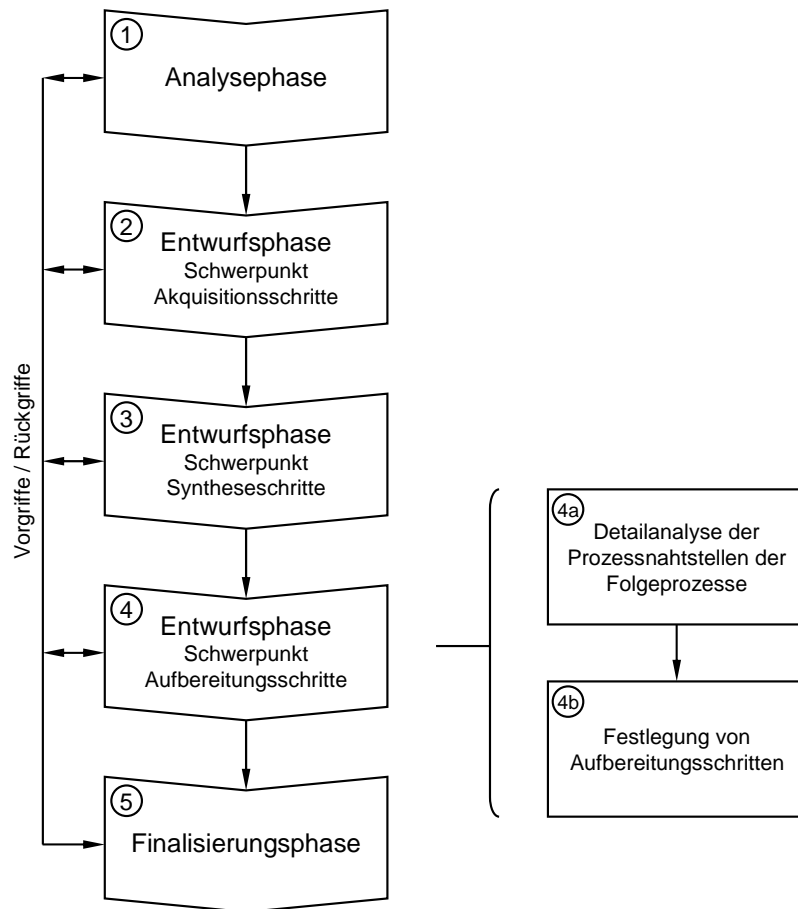 1
Analysephase
2
Entwurfsphase
Schwerpunkt
Akquisitionsschritte
Vorgriffe / Rückgriffe
3
Entwurfsphase
Schwerpunkt
Syntheseschritte
4
Entwurfsphase
Schwerpunkt
Aufbereitungsschritte
5
Finalisierungsphase
4a
Detailanalyse der
Prozessnahtstellen der
Folgeprozesse
4b
Festlegung von
Aufbereitungsschritten